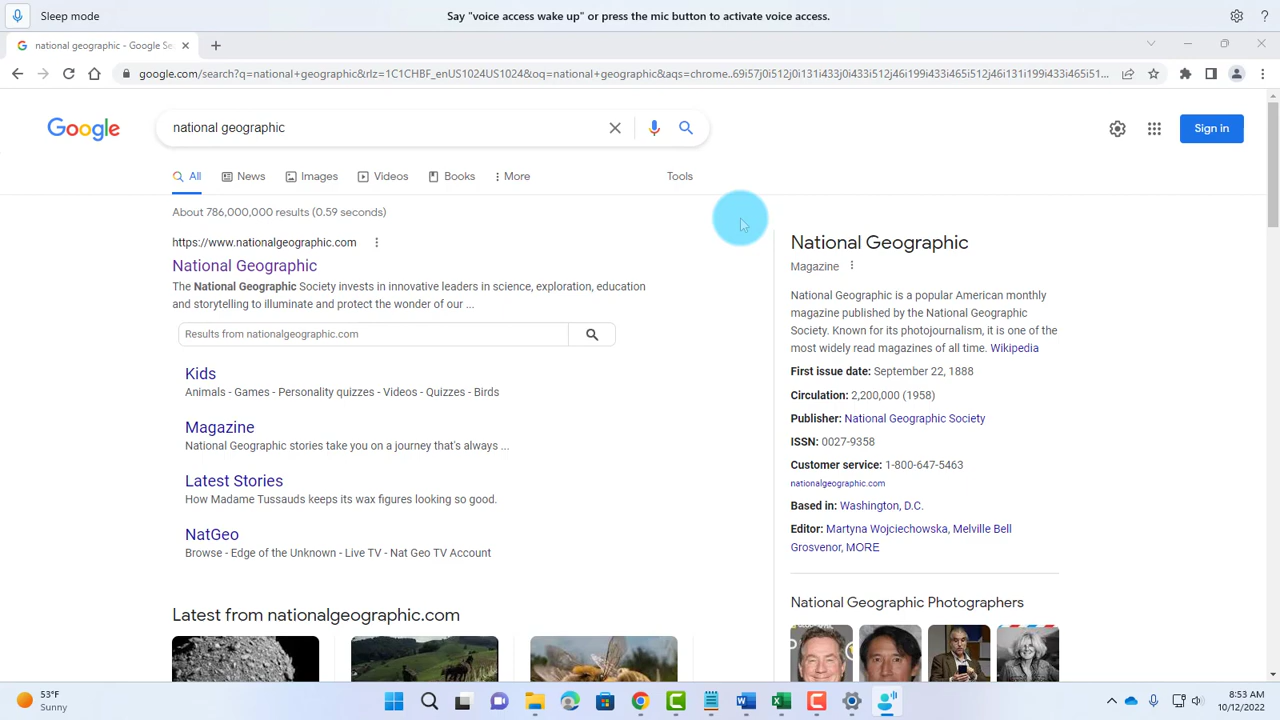 Sleep mode
Say "voice access wake up" or press the mic button to activate voice access.
national geographic - Google Se
google.com/search?q=national+geographic&rlz=1C1CHBF_enUS1024US1024&oq=national+geographic&aqs=chrome..69i57j0i512j0i131i433j0i433i512j46i199i433i465i512j46i131i199i433i465i51...
Google
national geographic
Sign in
All
News
Images
Videos
Books
More
Tools
About 786,000,000 results (0.59 seconds)
https://www.nationalgeographic.com
National Geographic
The National Geographic Society invests in innovative leaders in science, exploration, education
and storytelling to illuminate and protect the wonder of our ...
Results from nationalgeographic.com
Kids
Animals - Games - Personality quizzes - Videos - Quizzes - Birds
Magazine
National Geographic stories take you on a journey that's always ...
Latest Stories
How Madame Tussauds keeps its wax figures looking so good.
NatGeo
Browse - Edge of the Unknown - Live TV - Nat Geo TV Account
Latest from nationalgeographic.com
National Geographic
Magazine
National Geographic is a popular American monthly
magazine published by the National Geographic
Society. Known for its photojournalism, it is one of the
most widely read magazines of all time. Wikipedia
First issue date: September 22, 1888
Circulation: 2,200,000 (1958)
Publisher: National Geographic Society
ISSN: 0027-9358
Customer service: 1-800-647-5463
nationalgeographic.com
Based in: Washington, D.C.
Editor: Martyna Wojciechowska, Melville Bell
Grosvenor, MORE
National Geographic Photographers
53°F
Sunny
8:53 AM
10/12/2022